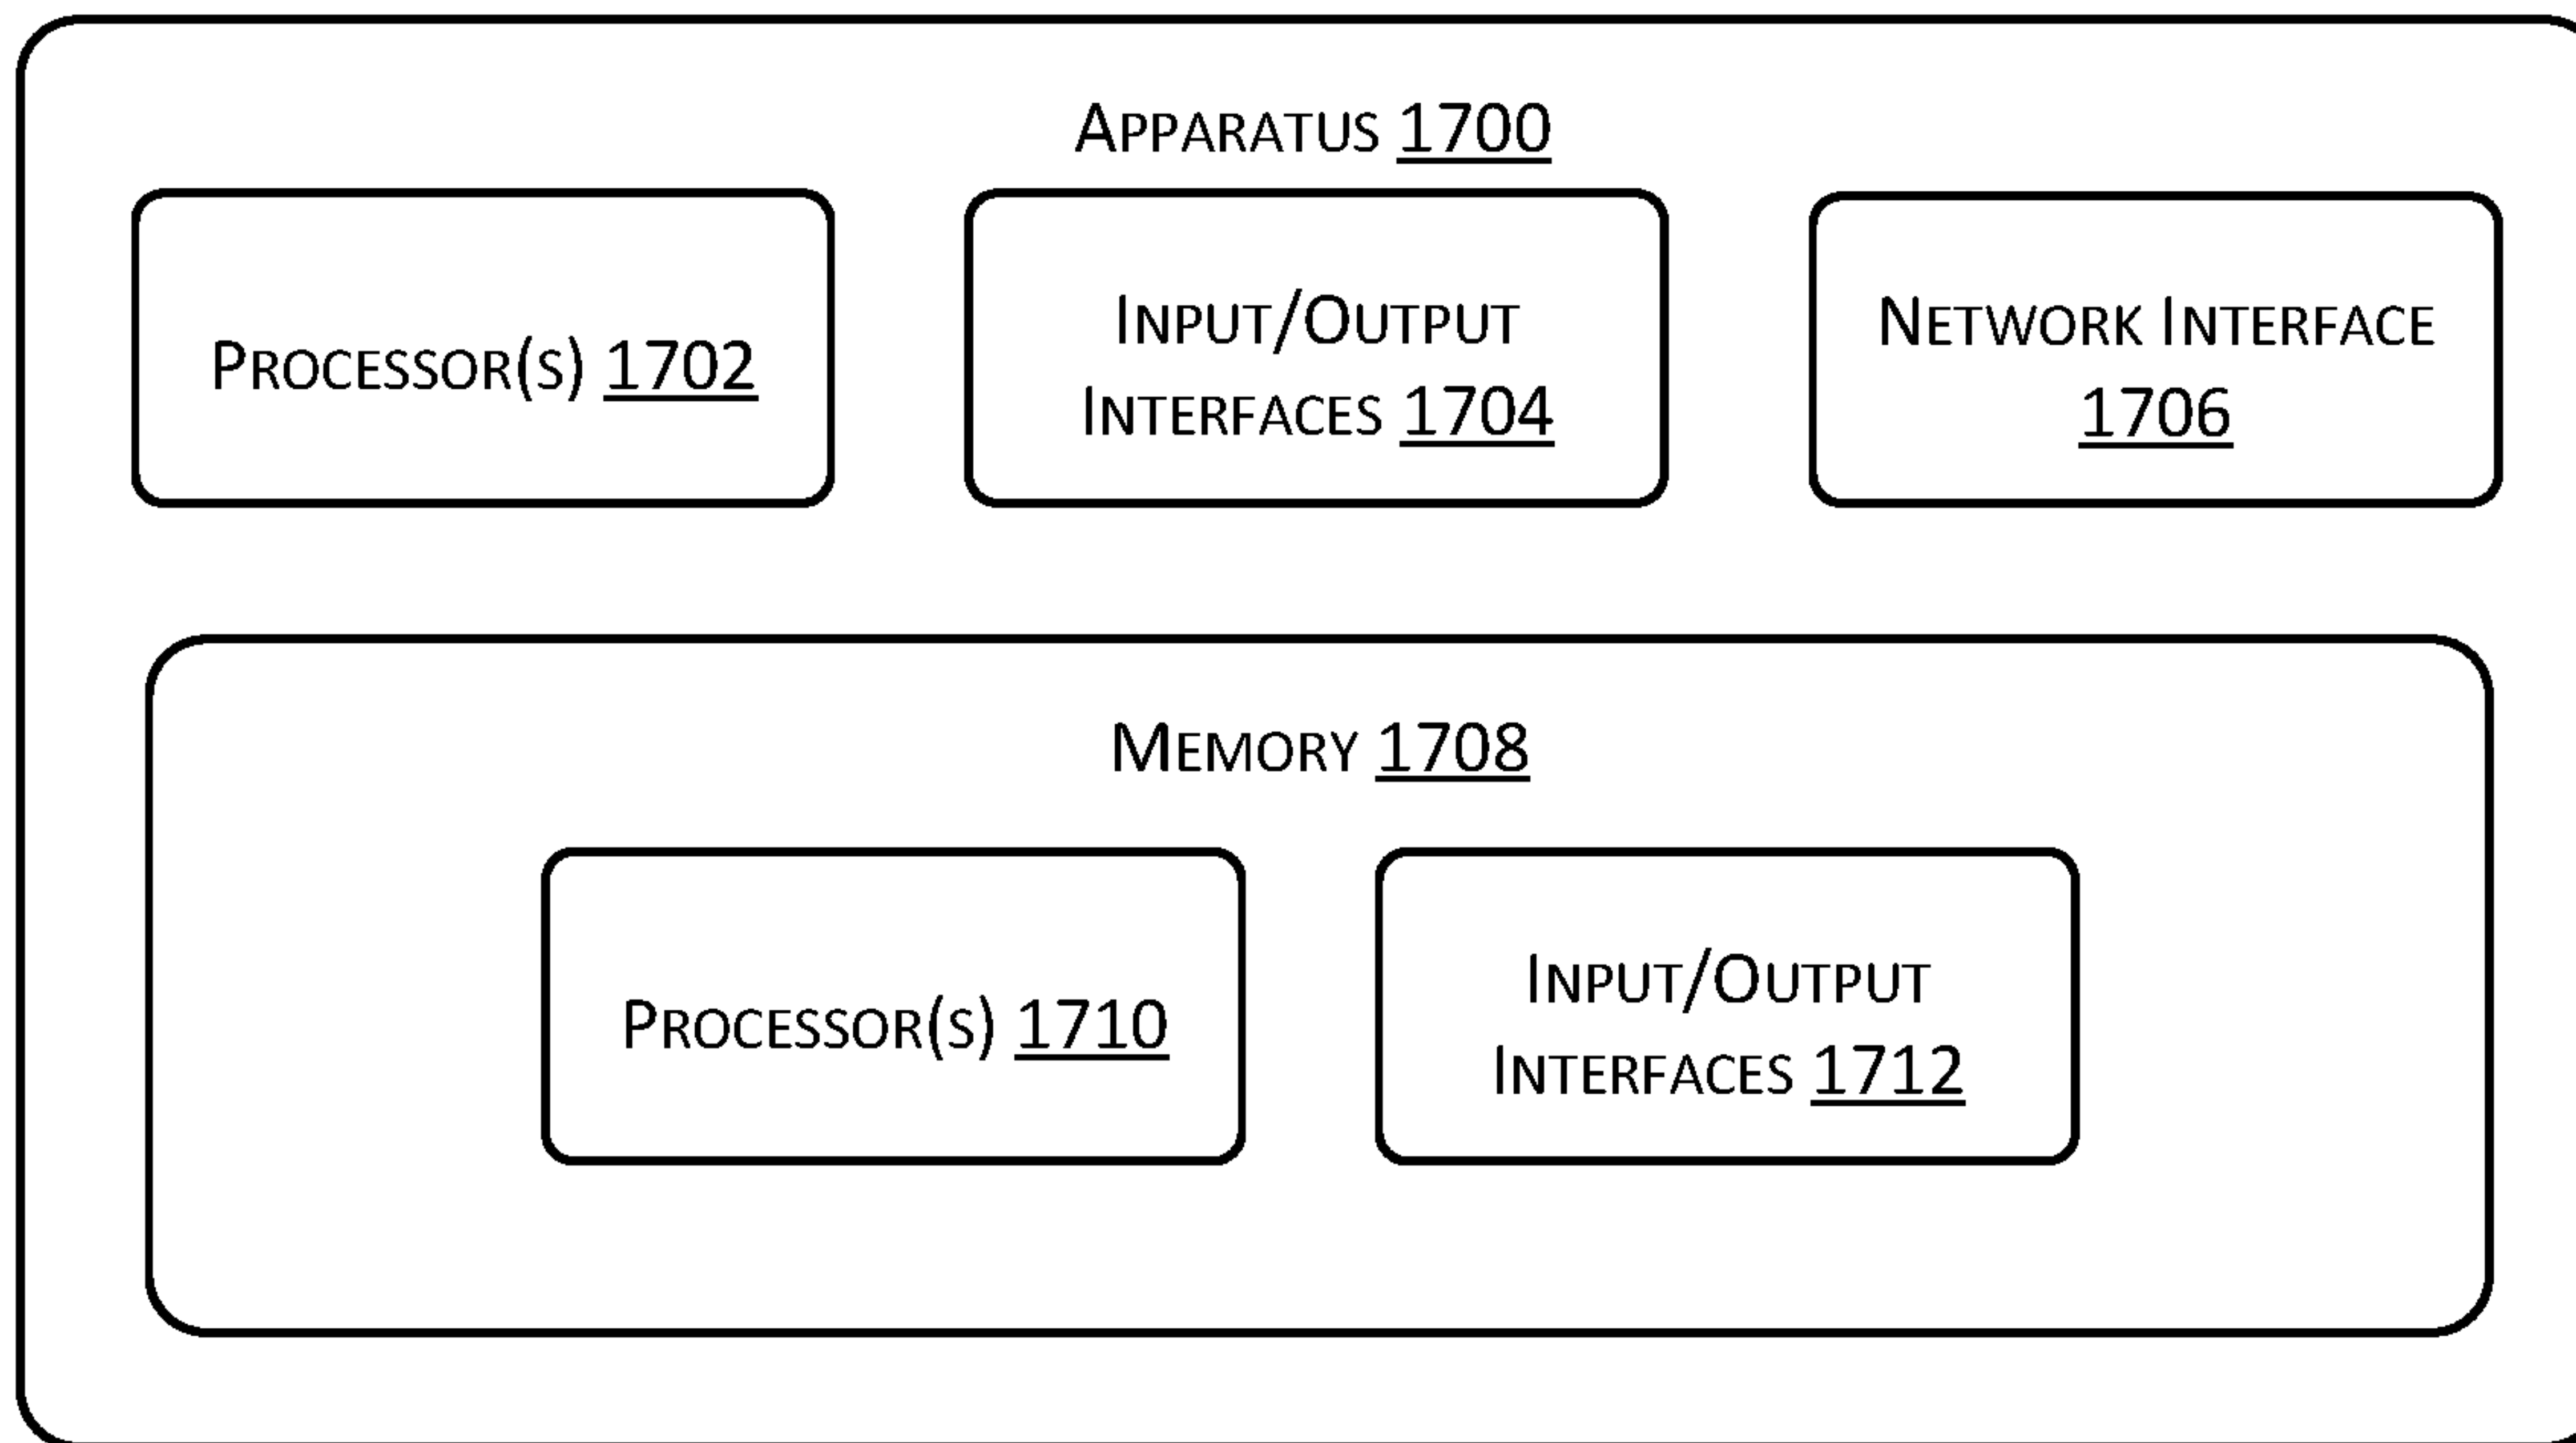 APPARATUS 1700
PROCESSOR(S) 1702
INPUT/OUTPUT
INTERFACES 1704
NETWORK INTERFACE
1706
MEMORY 1708
PROCESSOR(S) 1710
INPUT/OUTPUT
INTERFACES 1712